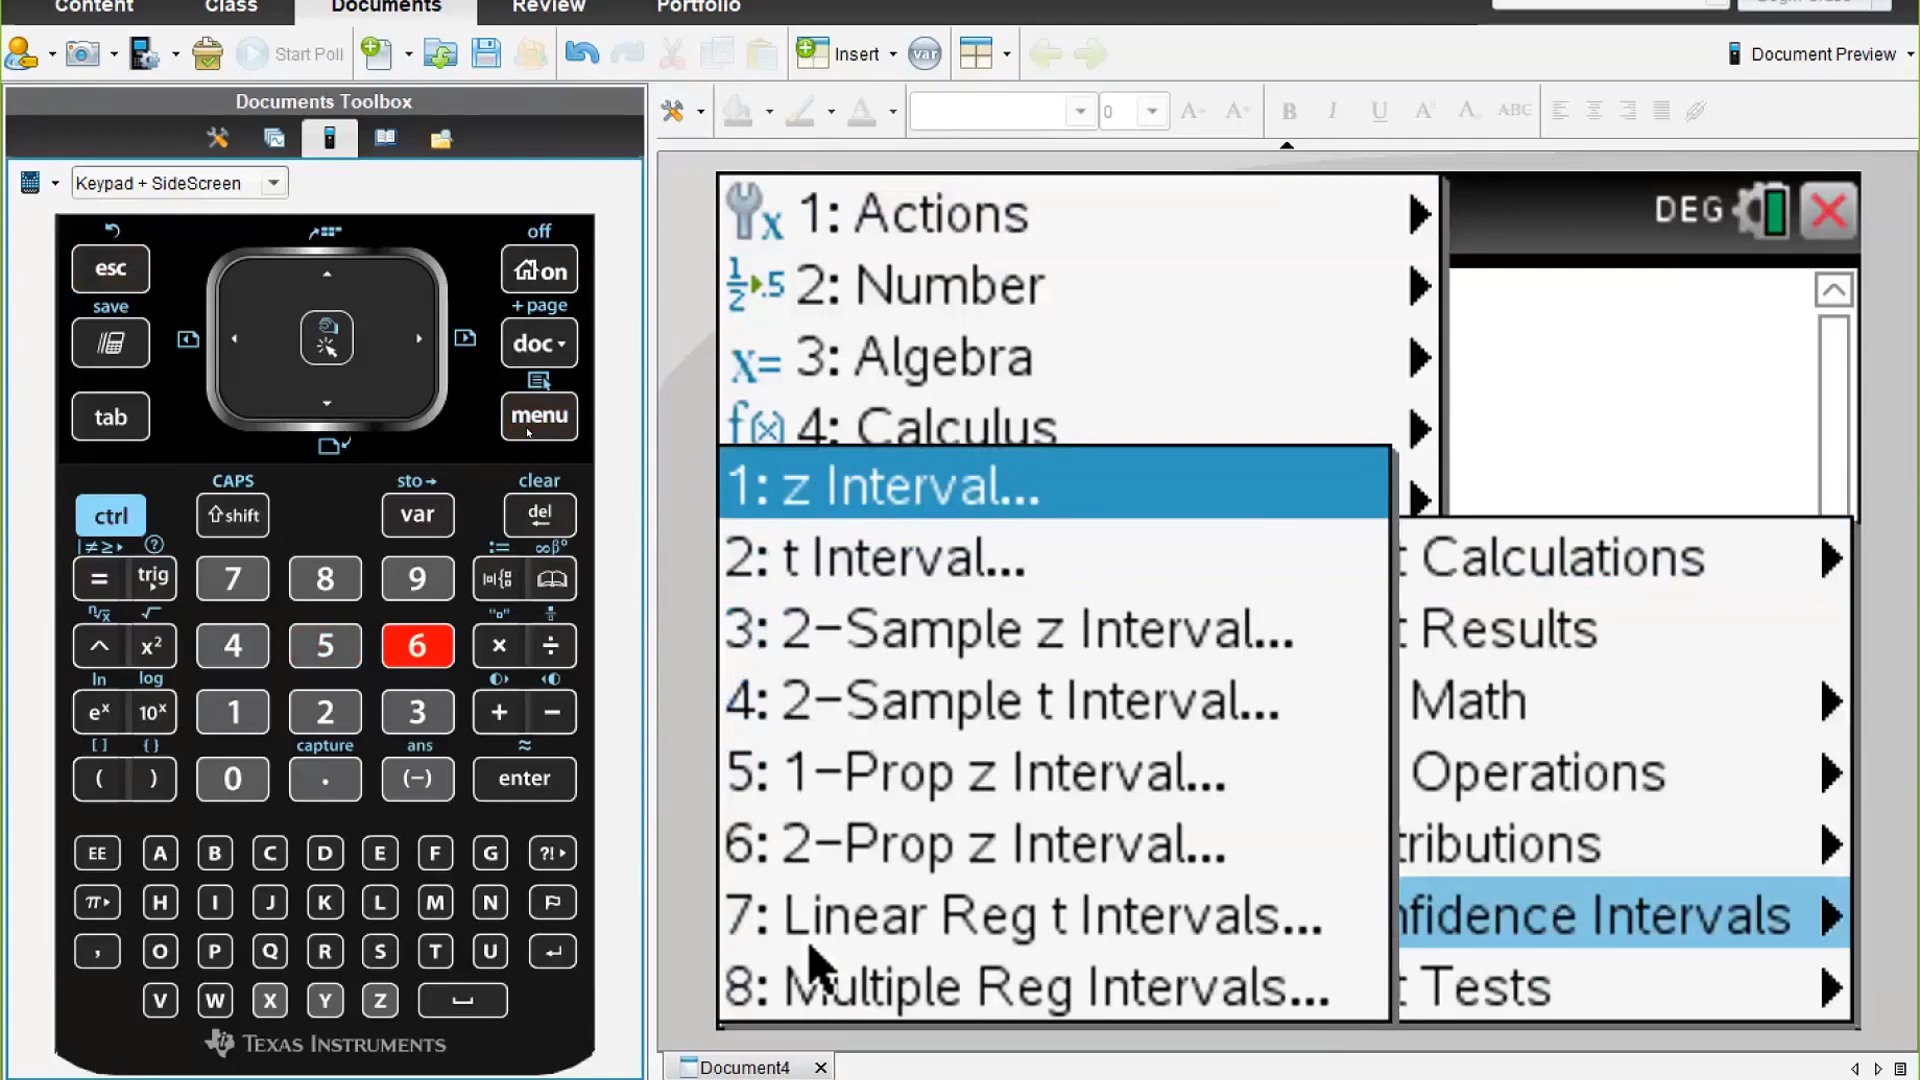 Content Class Documents Review Portfolio
Start Poll Insert var Document Preview
Documents Toolbox
0 A- A+ B I U ABC
Keypad + SideScreen
off
esc on
save + page
doc
tab menu
CAPS sto→ clear
ctrl shift var del
= trig 7 8 9
^ x² 4 5 6 × ÷
ln log
eˣ 10ˣ 1 2 3 + −
[ ] { } capture ans ≈
( ) 0 . (−) enter
EE A B C D E F G ?!
π H I J K L M N
, O P Q R S T U
V W X Y Z
TEXAS INSTRUMENTS
1: Actions
2: Number
3: Algebra
4: Calculus
DEG
1: z Interval...
2: t Interval...
3: 2−Sample z Interval...
4: 2−Sample t Interval...
5: 1−Prop z Interval...
6: 2−Prop z Interval...
7: Linear Reg t Intervals...
8: Multiple Reg Intervals...
t Calculations
t Results
Math
Operations
tributions
nfidence Intervals
t Tests
Document4